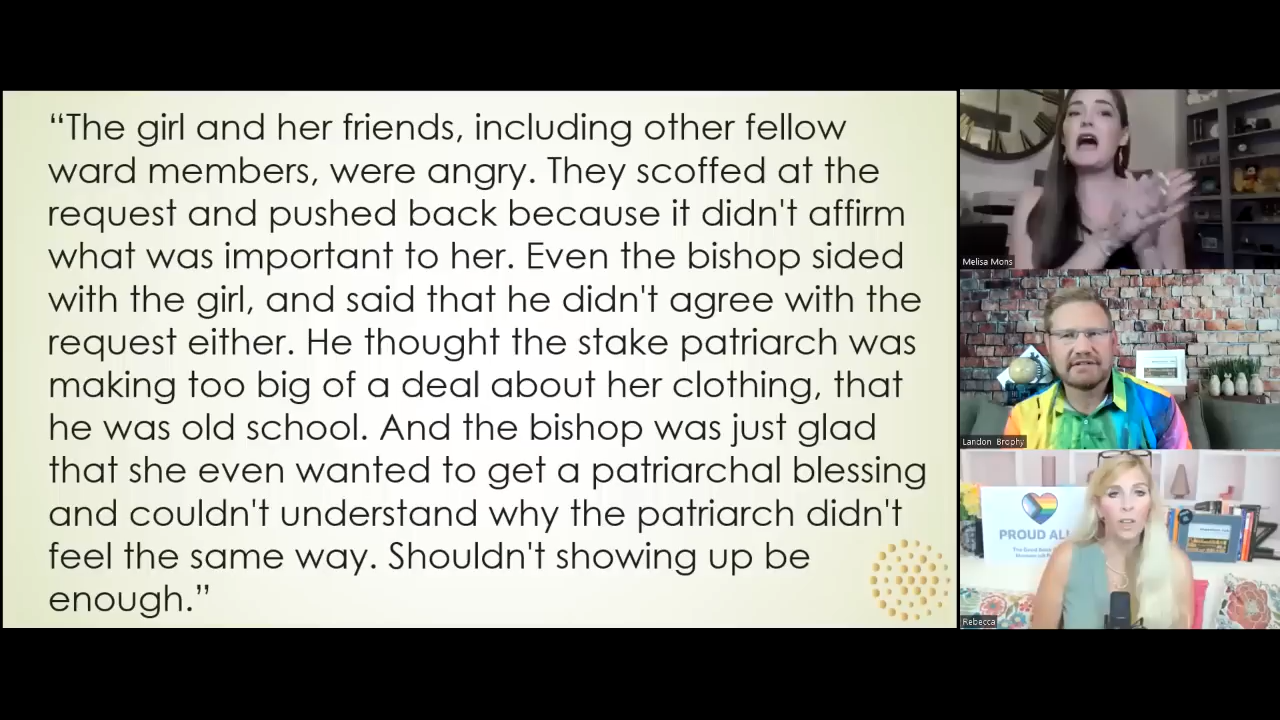 “The girl and her friends, including other fellow
ward members, were angry. They scoffed at the
request and pushed back because it didn't affirm
what was important to her. Even the bishop sided
with the girl, and said that he didn't agree with the
request either. He thought the stake patriarch was
making too big of a deal about her clothing, that
he was old school. And the bishop was just glad
that she even wanted to get a patriarchal blessing
and couldn't understand why the patriarch didn't
feel the same way. Shouldn't showing up be
enough.”
Melisa Mons
Landon Brophy
PROUD ALL
Rebecca